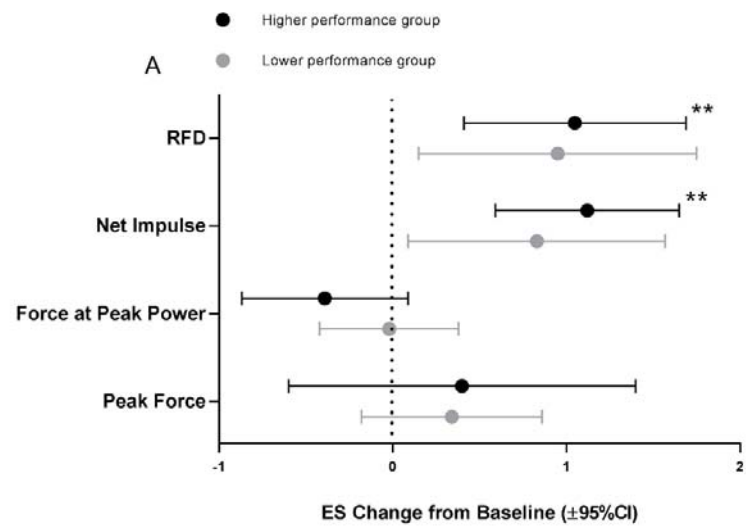 Higher performance group
Lower performance group
A
**
RFD
**
Net Impulse
Force at Peak Power
Peak Force
-1 0 1 2
ES Change from Baseline (±95%CI)